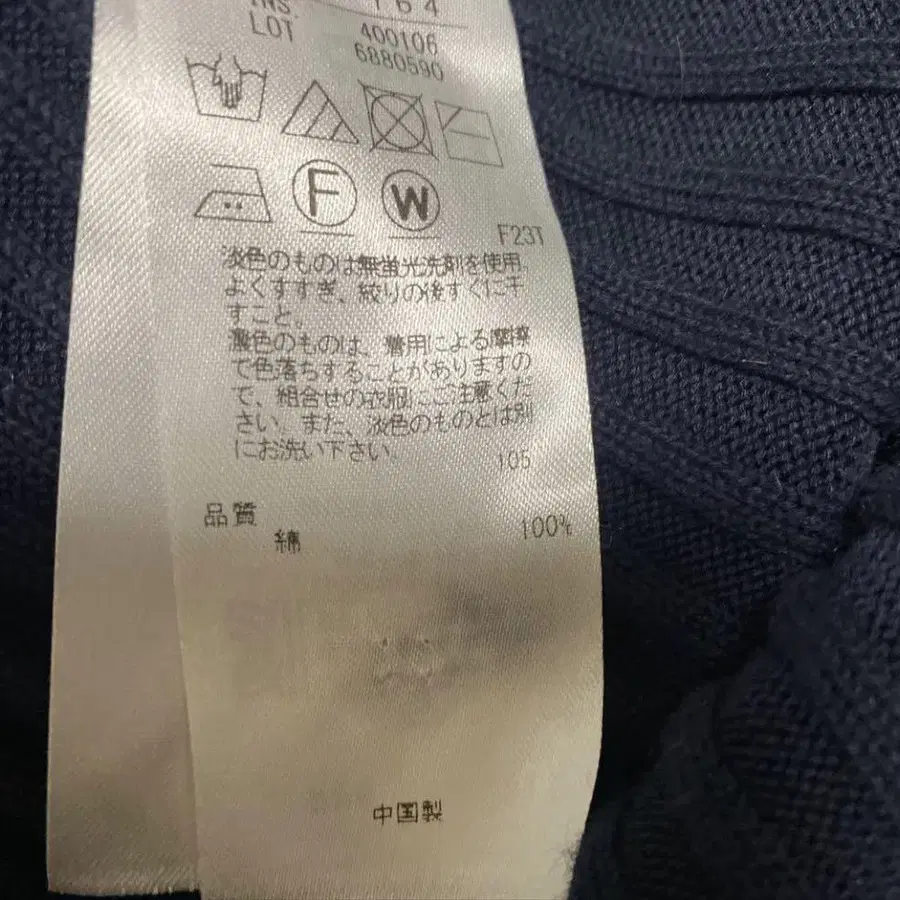 INS. 164
LOT 400106
6880590
F W
F23T
淡色のものは無蛍光洗剤を使用。
よくすすぎ、絞りの後すぐに干
すこと。
濃色のものは、着用による摩擦
で色落ちすることがありますの
で、組合せの衣服にご注意くだ
さい。また、淡色のものとは別
にお洗い下さい。
105
品質
綿 100%
中国製